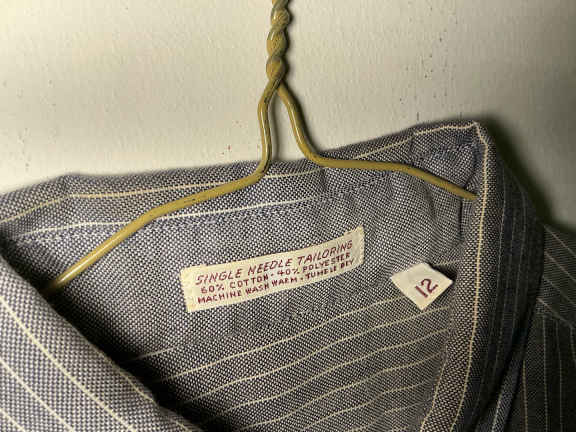 SINGLE NEEDLE TAILORING
60% COTTON • 40% POLYESTER
MACHINE WASH WARM • TUMBLE DRY
12